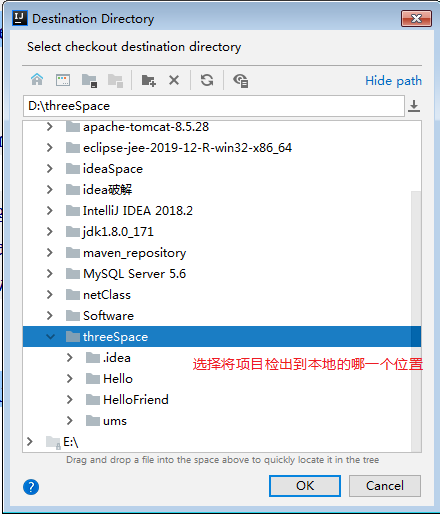 Destination Directory
Select checkout destination directory
Hide path
D:\threeSpace
apache-tomcat-8.5.28
eclipse-jee-2019-12-R-win32-x86_64
ideaSpace
idea破解
IntelliJ IDEA 2018.2
jdk1.8.0_171
maven_repository
MySQL Server 5.6
netClass
Software
threeSpace
.idea
选择将项目检出到本地的哪一个位置
Hello
HelloFriend
ums
E:\
Drag and drop a file into the space above to quickly locate it in the tree
? OK Cancel